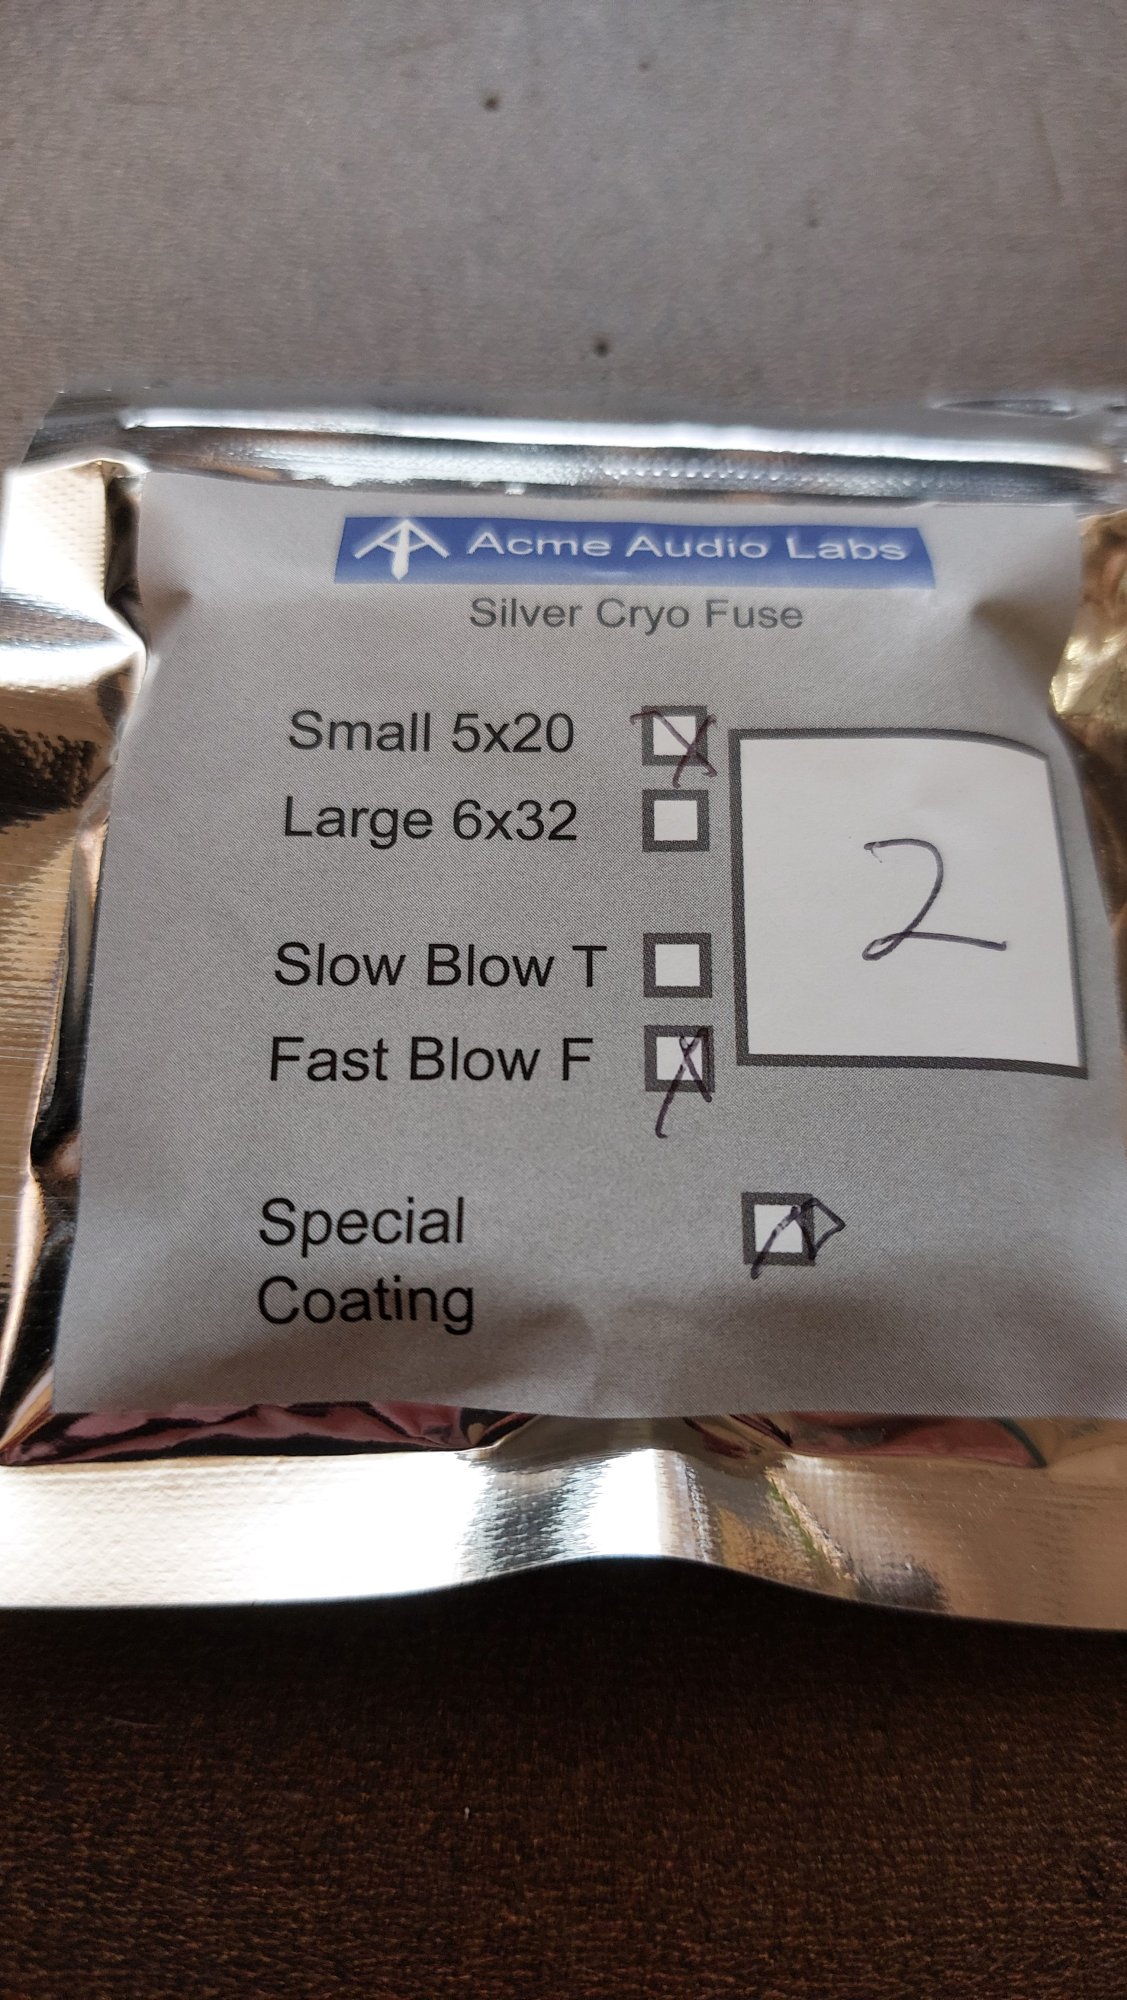 Acme Audio Labs
Silver Cryo Fuse
Small 5x20
Large 6x32
2
Slow Blow T
Fast Blow F
Special
Coating